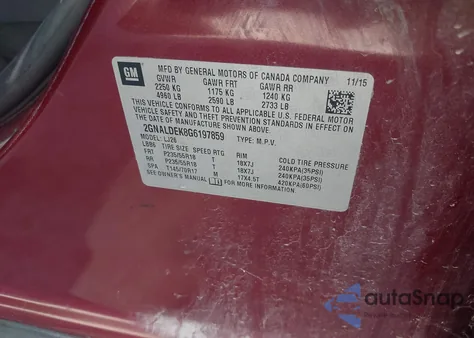 GM
MFD BY GENERAL MOTORS OF CANADA COMPANY
11/15
GVWR GAWR FRT GAWR RR
2250 KG 1175 KG 1240 KG
4960 LB 2590 LB 2733 LB
THIS VEHICLE CONFORMS TO ALL APPLICABLE U.S. FEDERAL MOTOR
VEHICLE SAFETY AND THEFT PREVENTION STANDARDS IN EFFECT
ON THE DATE OF MANUFACTURE SHOWN ABOVE.
2GNALDEK8G6197859 TYPE: M.P.V.
LBB6 LJ26
TIRE SIZE SPEED RTG RIM COLD TIRE PRESSURE
FRT P235/55R18 T 18X7J 240KPA(35PSI)
RR P235/55R18 T 18X7J 240KPA(35PSI)
SPA T145/70R17 M 17X4.5T 420KPA(60PSI)
SEE OWNER'S MANUAL FOR MORE INFORMATION.
autoSnap